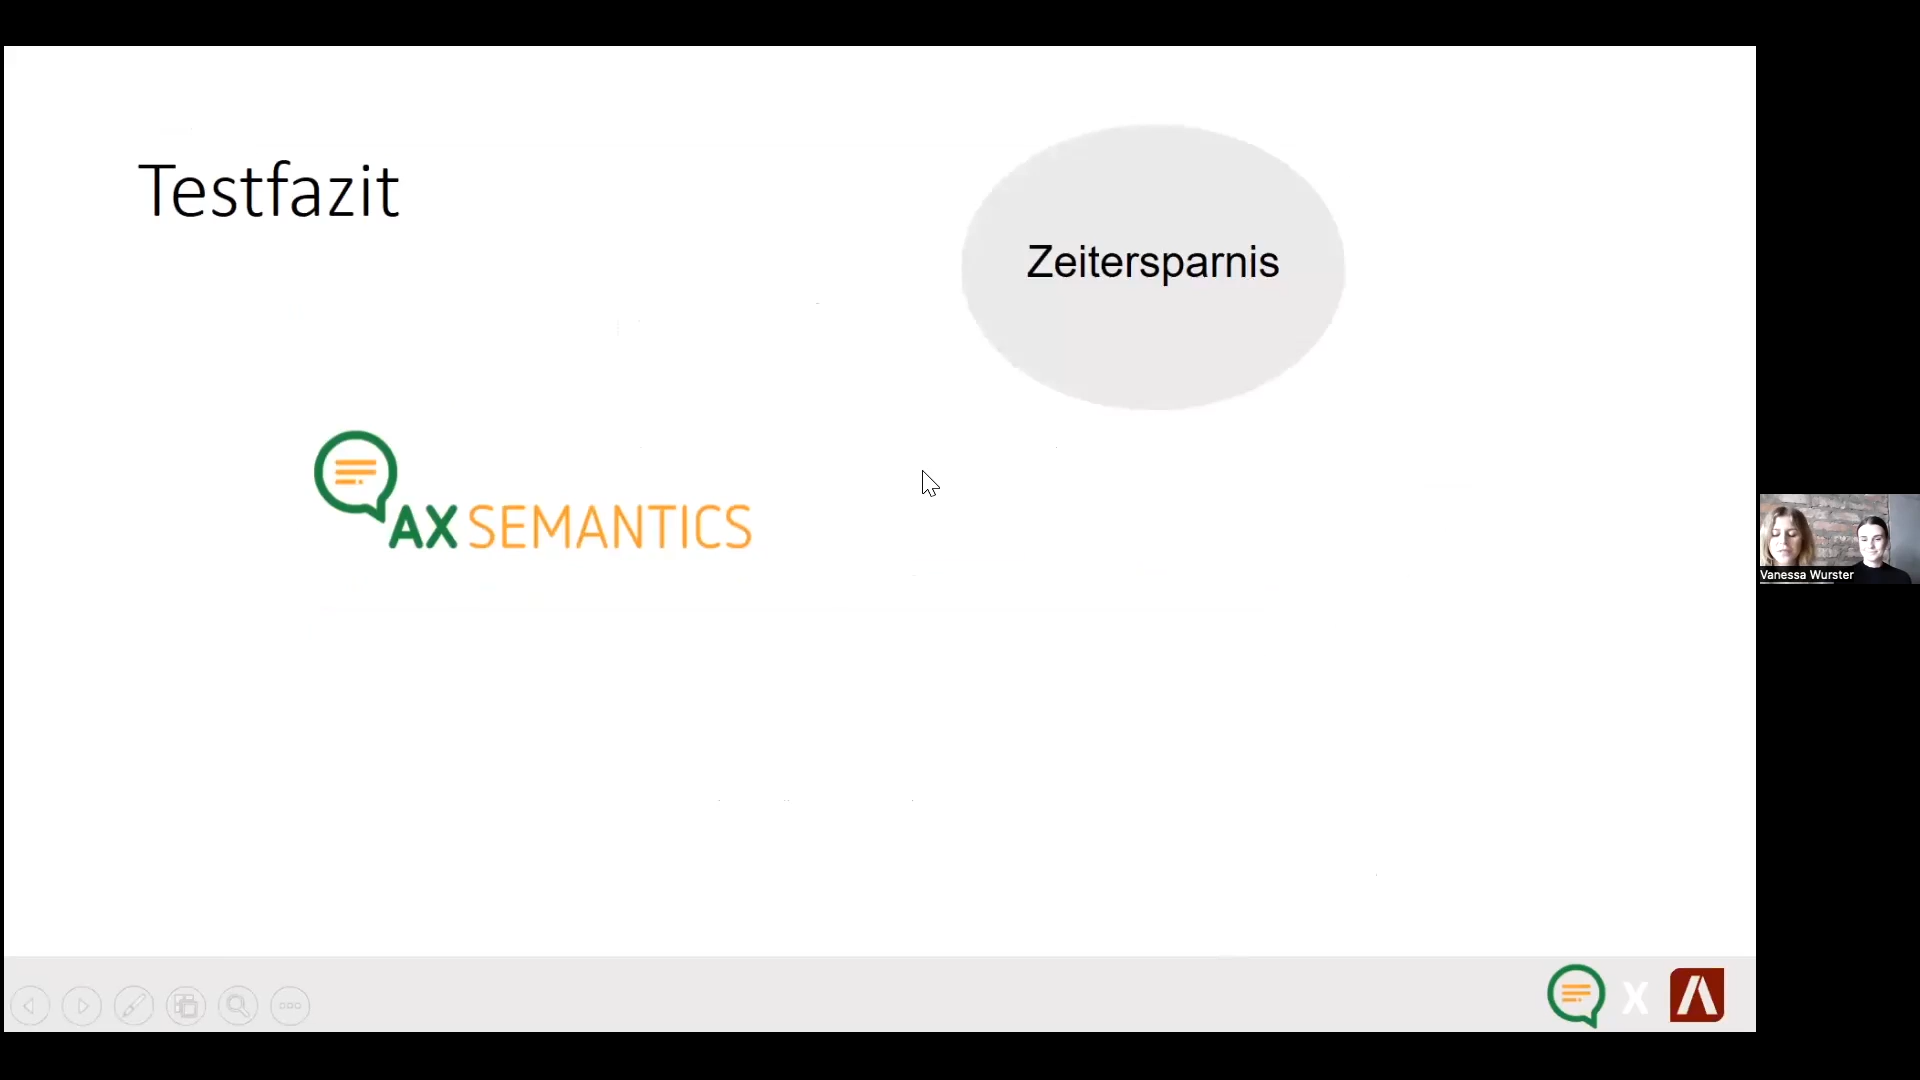 Testfazit
Zeitersparnis
AX SEMANTICS
X
Vanessa Wurster